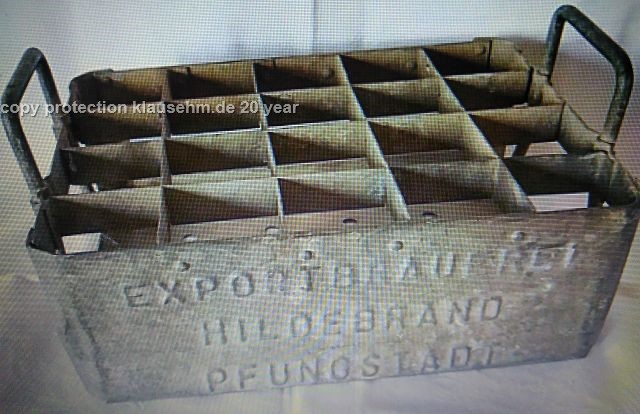 copy protection klausehm.de 20 year
EXPORTBRAUEREI
HILDEBRAND
PFUNGSTADT